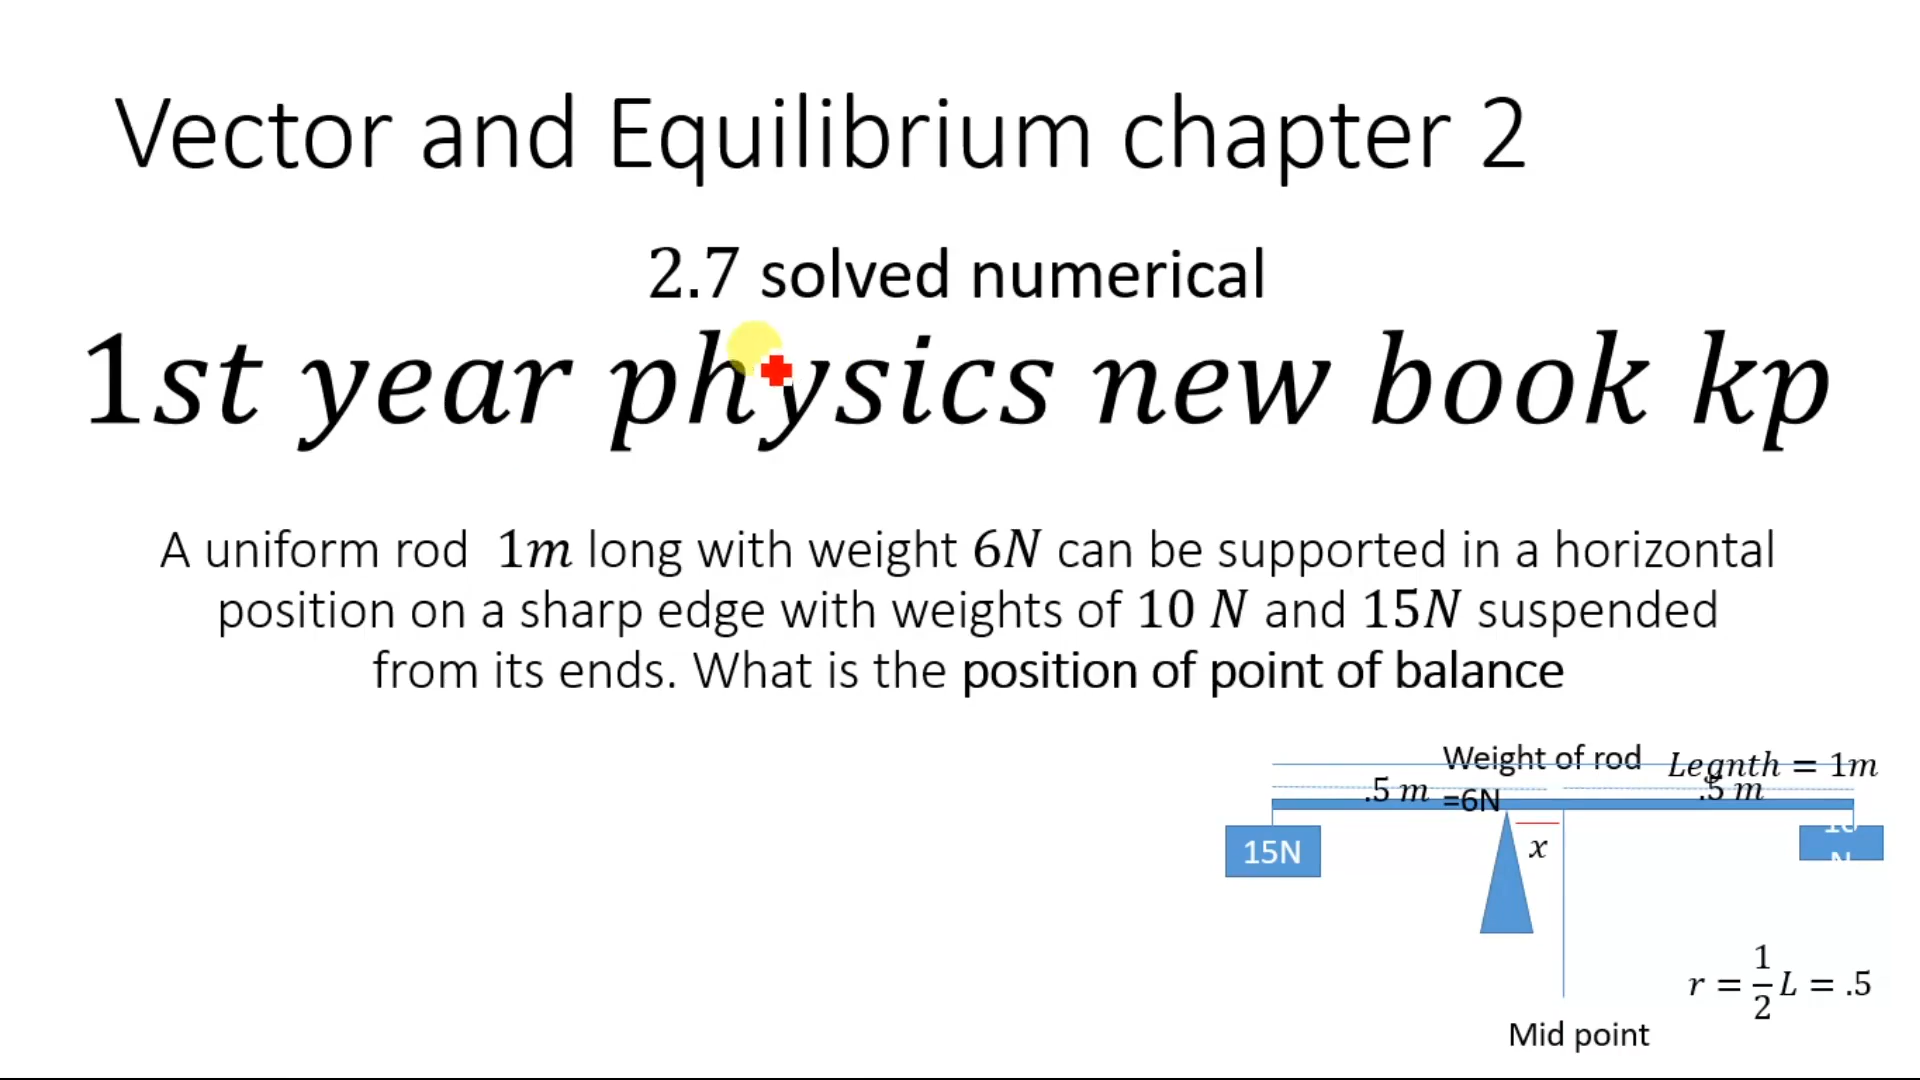 Vector and Equilibrium chapter 2
2.7 solved numerical
1st year physics new book kp
A uniform rod 1m long with weight 6N can be supported in a horizontal
position on a sharp edge with weights of 10 N and 15N suspended
from its ends. What is the position of point of balance
Weight of rod
Legnth = 1m
.5 m
=6N
.5 m
15N
10
N
x
r = 1/2 L = .5
Mid point